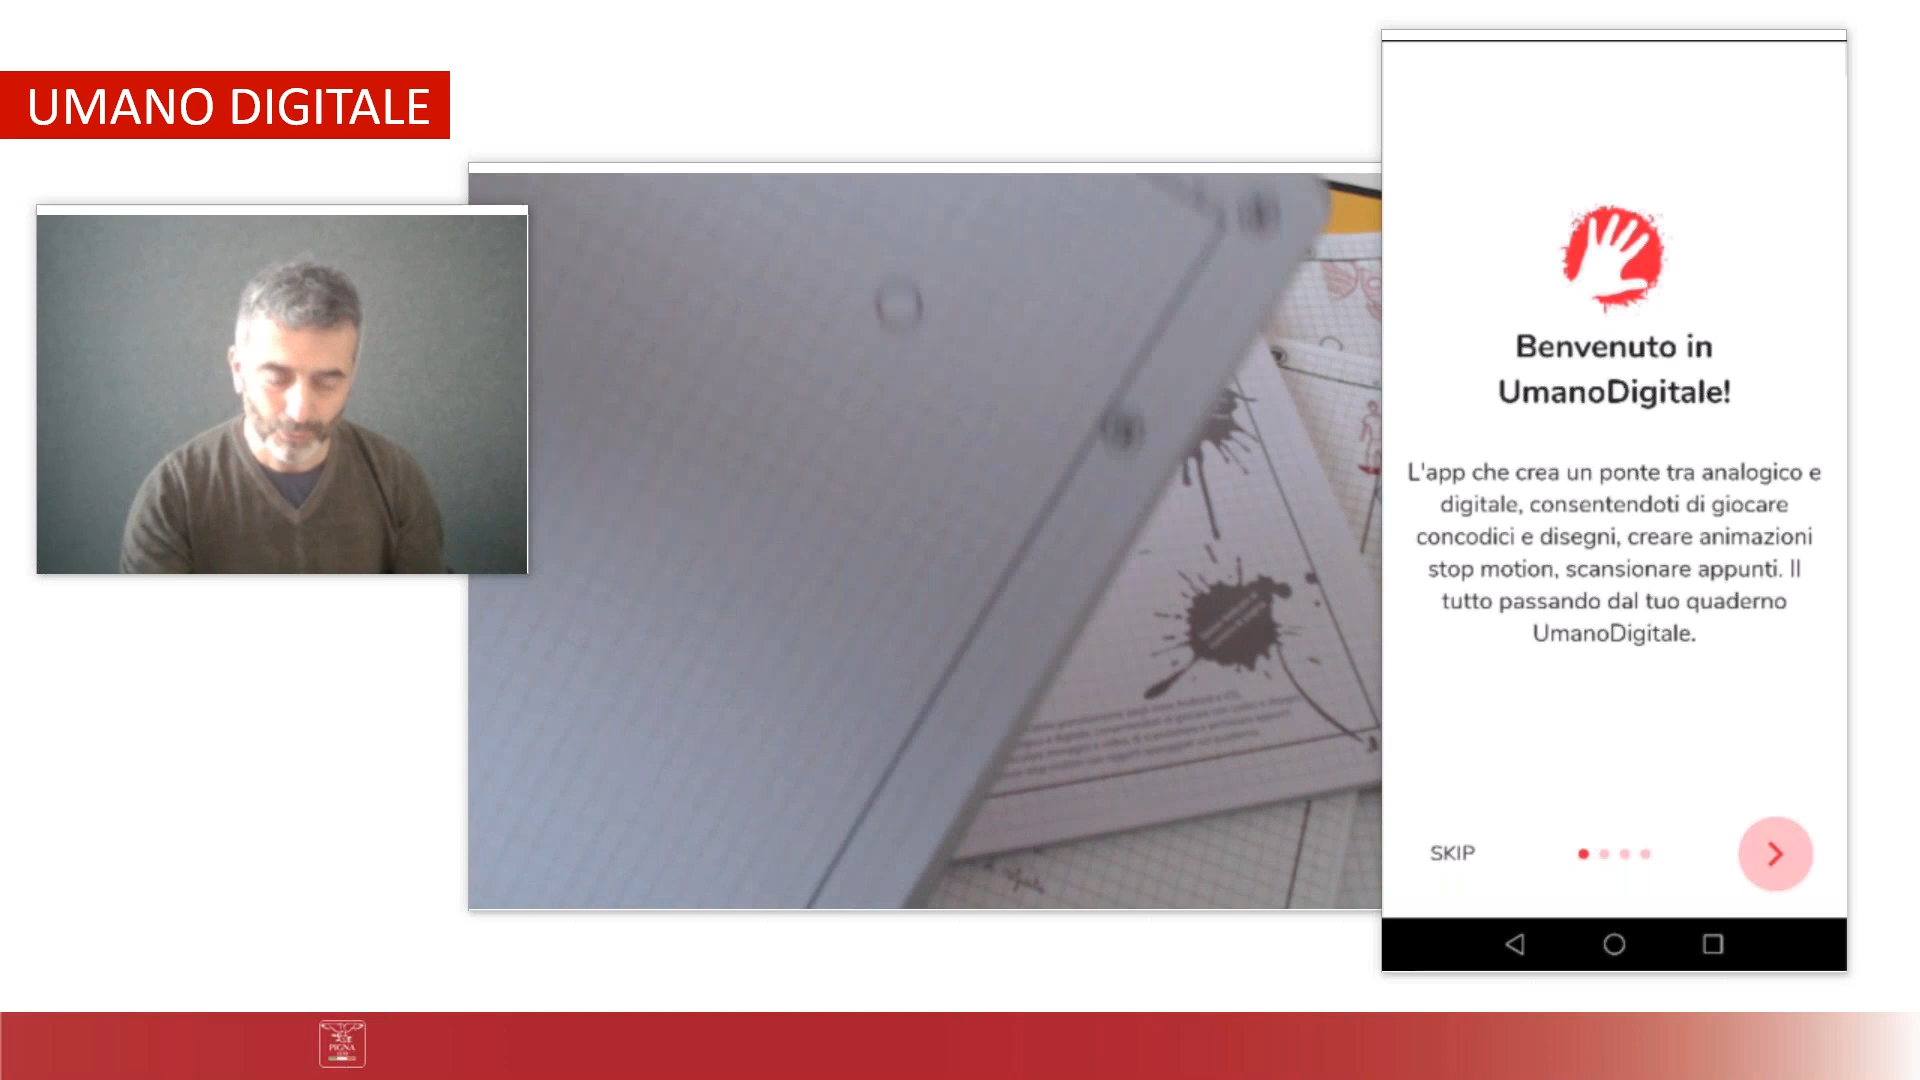 UMANO DIGITALE
Benvenuto in
UmanoDigitale!
L'app che crea un ponte tra analogico e
digitale, consentendoti di giocare
concodici e disegni, creare animazioni
stop motion, scansionare appunti. Il
tutto passando dal tuo quaderno
UmanoDigitale.
SKIP
PIGNA